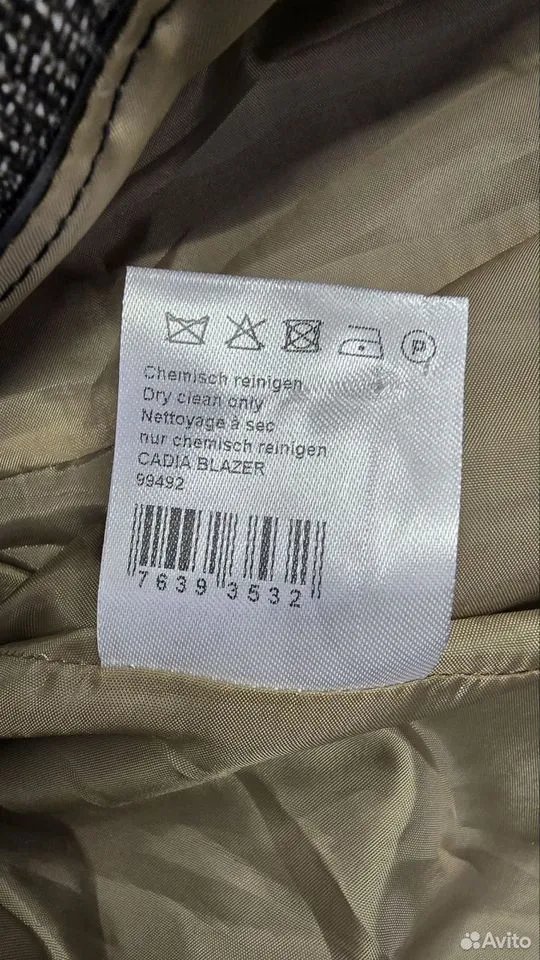 P
Chemisch reinigen
Dry clean only
Nettoyage à sec
nur chemisch reinigen
CADIA BLAZER
99492
7639 3532
Avito